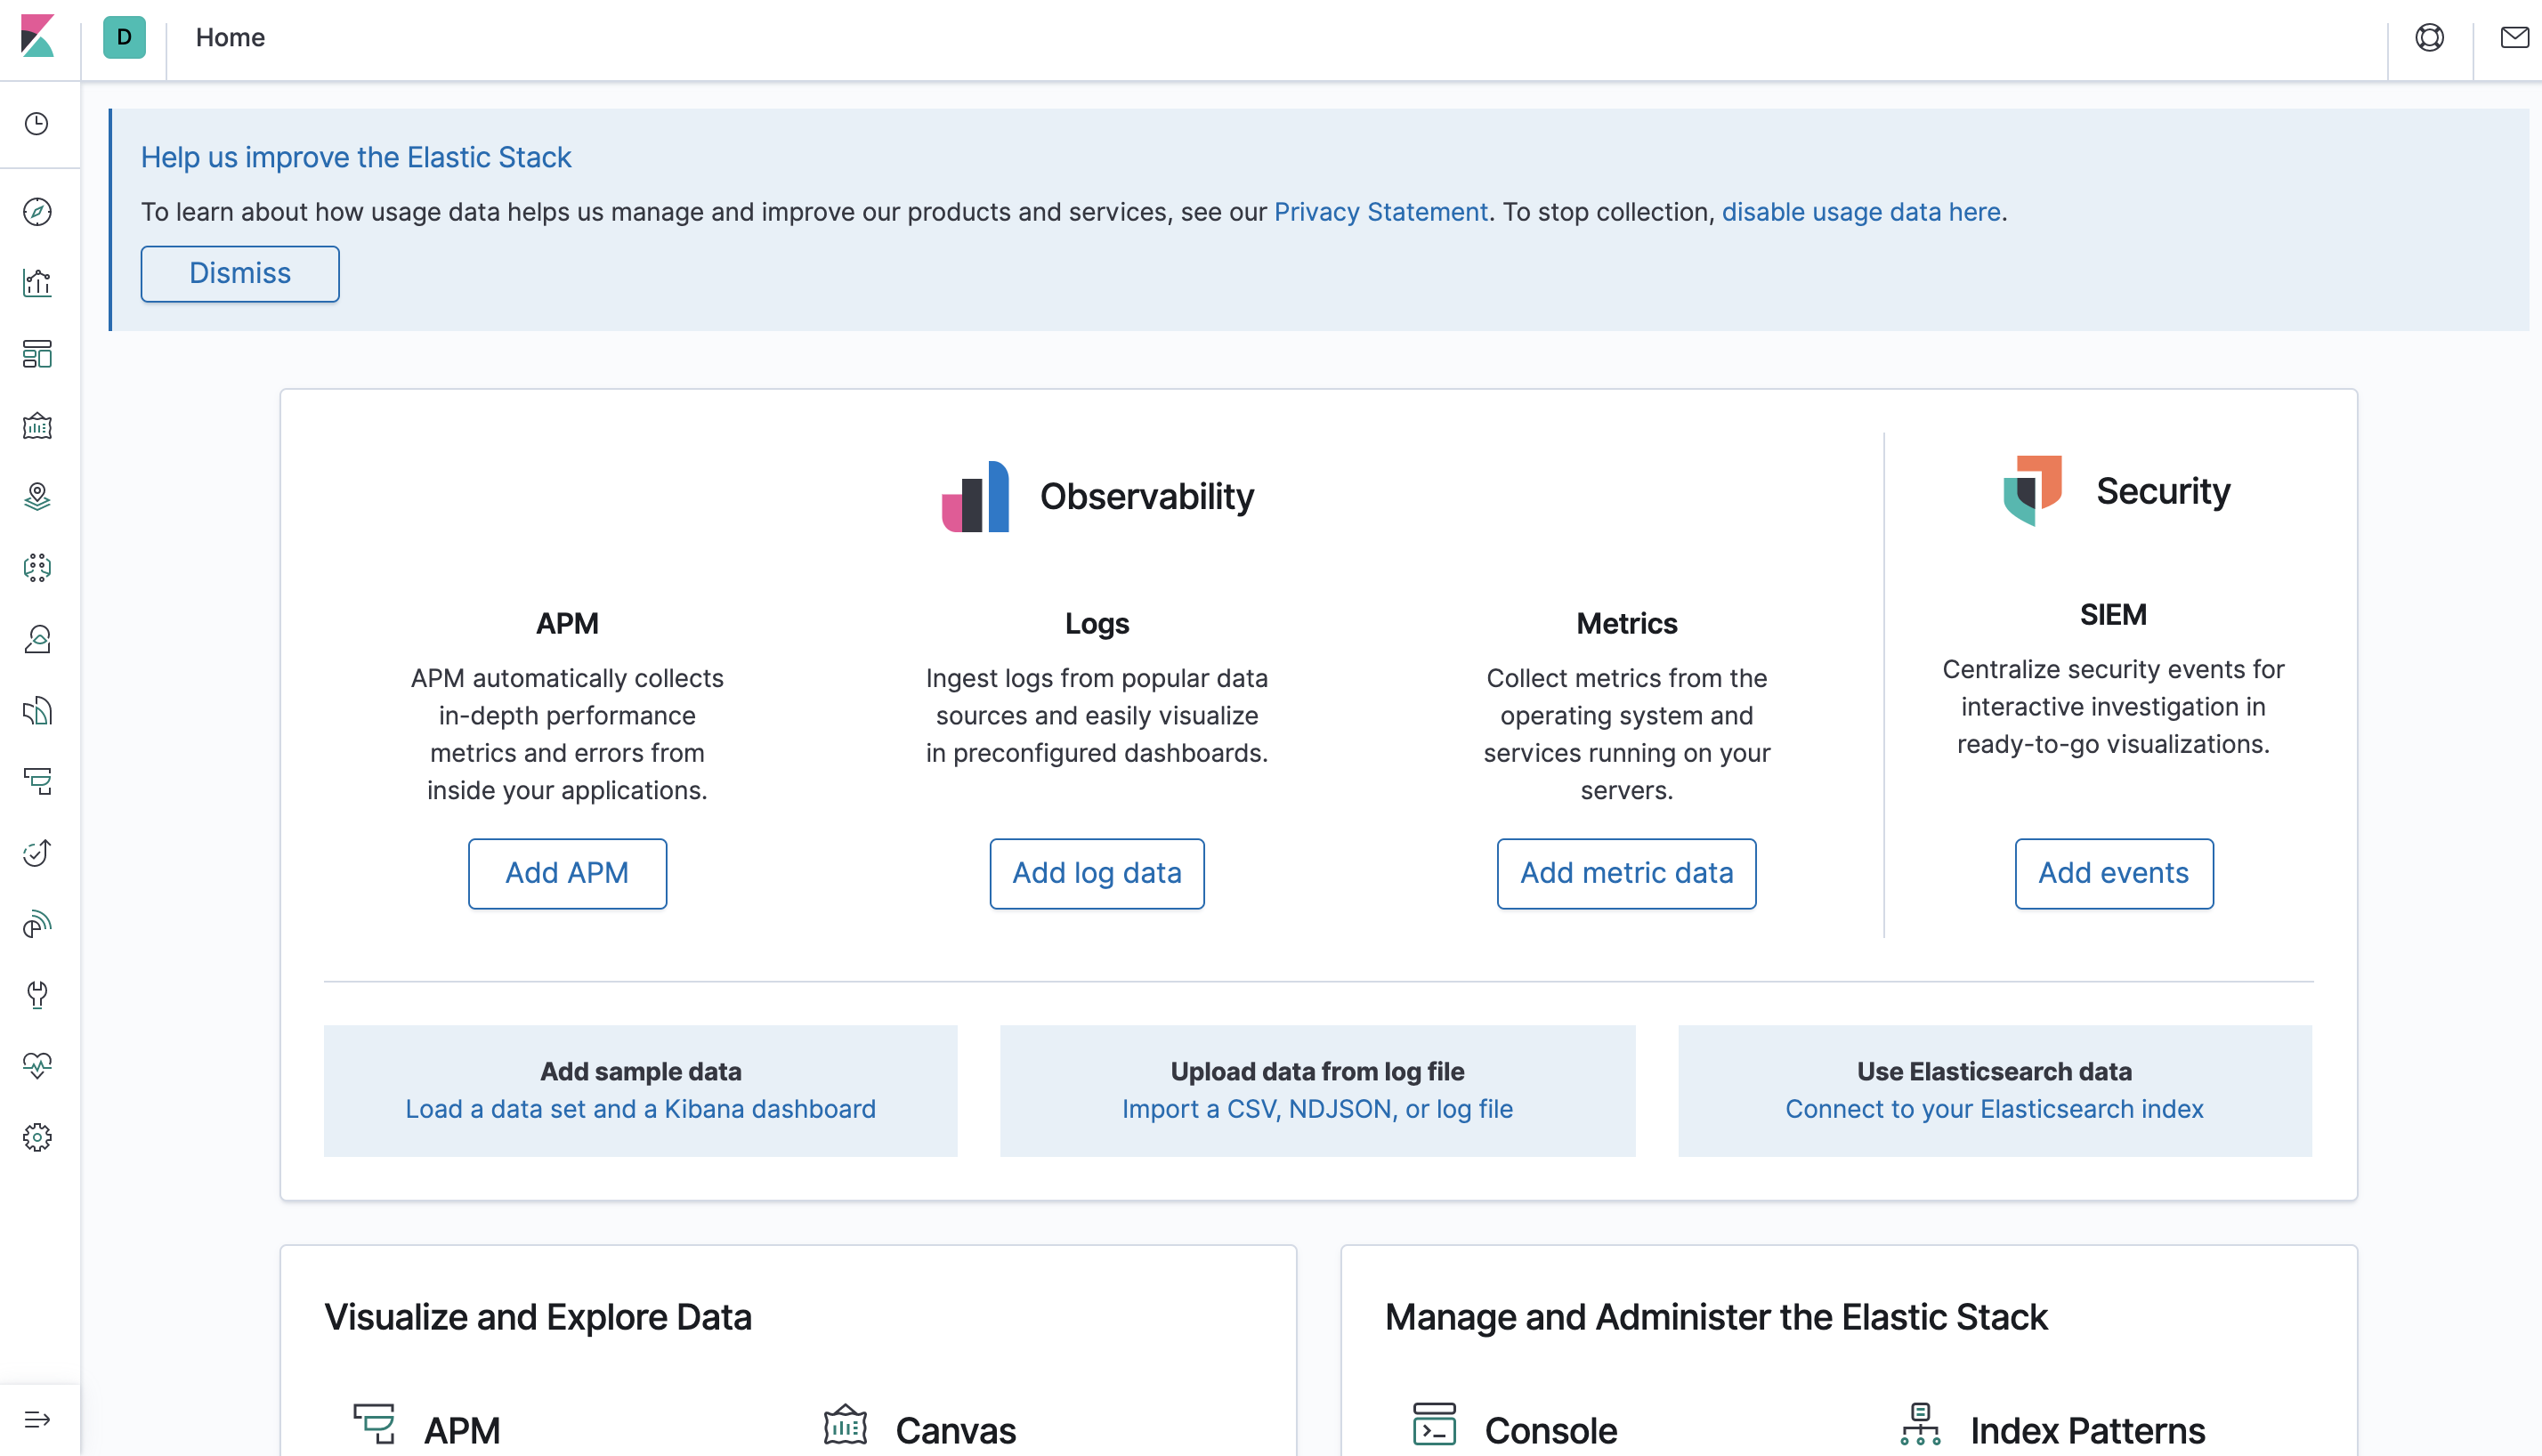 D
Home
Help us improve the Elastic Stack
To learn about how usage data helps us manage and improve our products and services, see our Privacy Statement. To stop collection, disable usage data here.
Dismiss
Observability
Security
APM
APM automatically collects
in-depth performance
metrics and errors from
inside your applications.
Add APM
Logs
Ingest logs from popular data
sources and easily visualize
in preconfigured dashboards.
Add log data
Metrics
Collect metrics from the
operating system and
services running on your
servers.
Add metric data
SIEM
Centralize security events for
interactive investigation in
ready-to-go visualizations.
Add events
Add sample data
Load a data set and a Kibana dashboard
Upload data from log file
Import a CSV, NDJSON, or log file
Use Elasticsearch data
Connect to your Elasticsearch index
Visualize and Explore Data
APM
Canvas
Manage and Administer the Elastic Stack
Console
Index Patterns